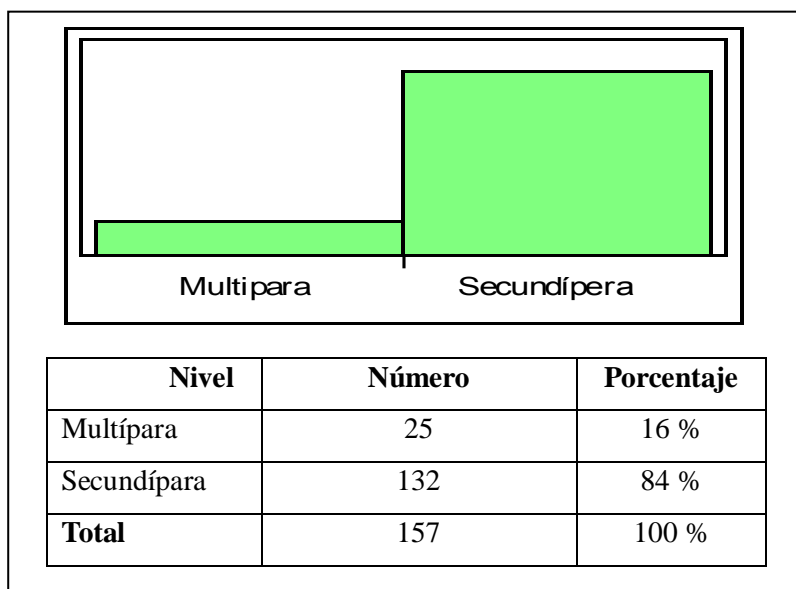 Multipara Secundípera
Nivel Número Porcentaje
Multípara 25 16 %
Secundípara 132 84 %
Total 157 100 %